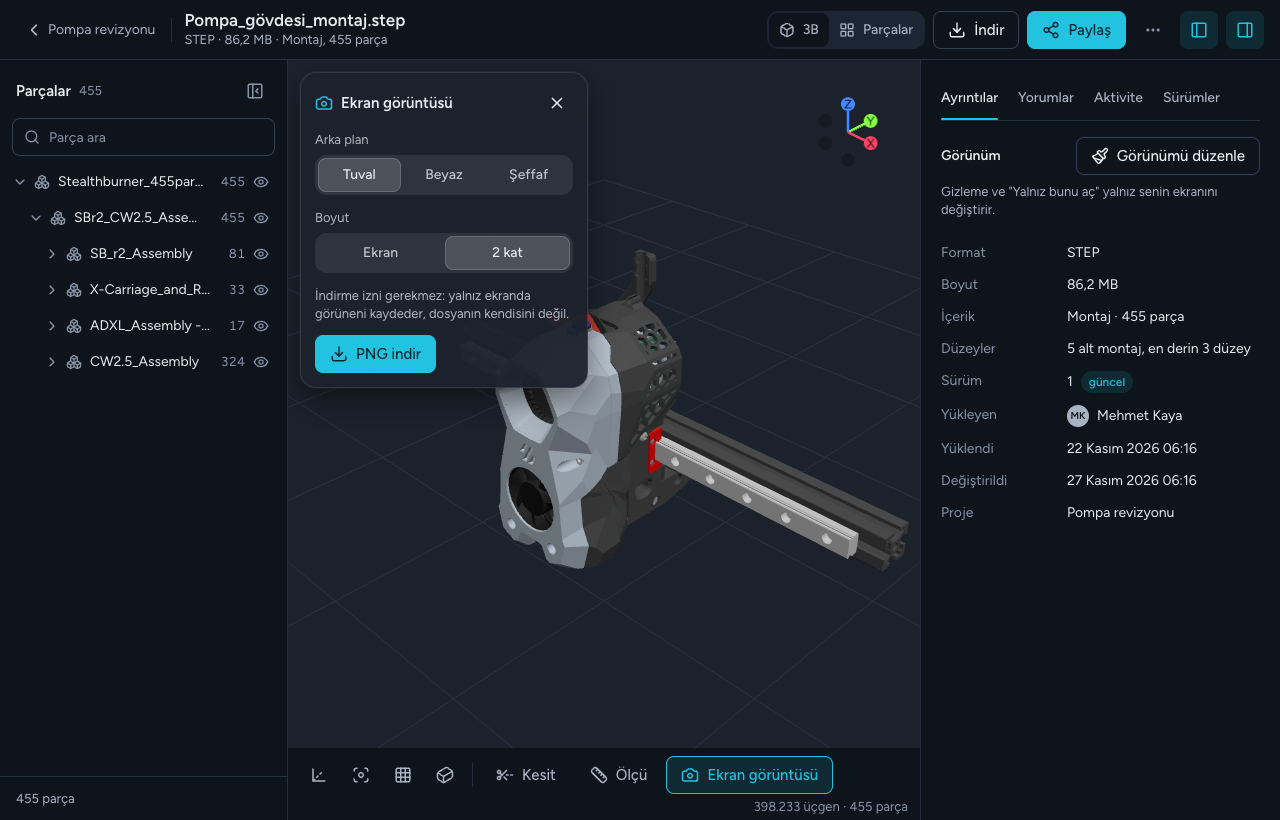 Pompa revizyonu
Pompa_gövdesi_montaj.step
STEP · 86,2 MB · Montaj, 455 parça
3B
Parçalar
İndir
Paylaş
Parçalar 455
Parça ara
Stealthburner_455par... 455
SBr2_CW2.5_Asse... 455
SB_r2_Assembly 81
X-Carriage_and_R... 33
ADXL_Assembly -... 17
CW2.5_Assembly 324
455 parça
Ekran görüntüsü
Arka plan
Tuval Beyaz Şeffaf
Boyut
Ekran 2 kat
İndirme izni gerekmez: yalnız ekranda
görüneni kaydeder, dosyanın kendisini değil.
PNG indir
Z
Y
X
Kesit
Ölçü
Ekran görüntüsü
398.233 üçgen · 455 parça
Ayrıntılar Yorumlar Aktivite Sürümler
Görünüm
Görünümü düzenle
Gizleme ve "Yalnız bunu aç" yalnız senin ekranını
değiştirir.
Format STEP
Boyut 86,2 MB
İçerik Montaj · 455 parça
Düzeyler 5 alt montaj, en derin 3 düzey
Sürüm 1 güncel
Yükleyen MK Mehmet Kaya
Yüklendi 22 Kasım 2026 06:16
Değiştirildi 27 Kasım 2026 06:16
Proje Pompa revizyonu